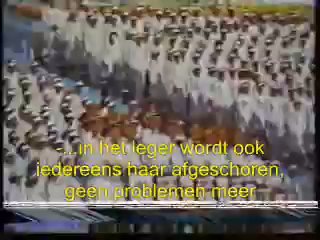 -...in het leger wordt ook
iedereens haar afgeschoren,
geen problemen meer